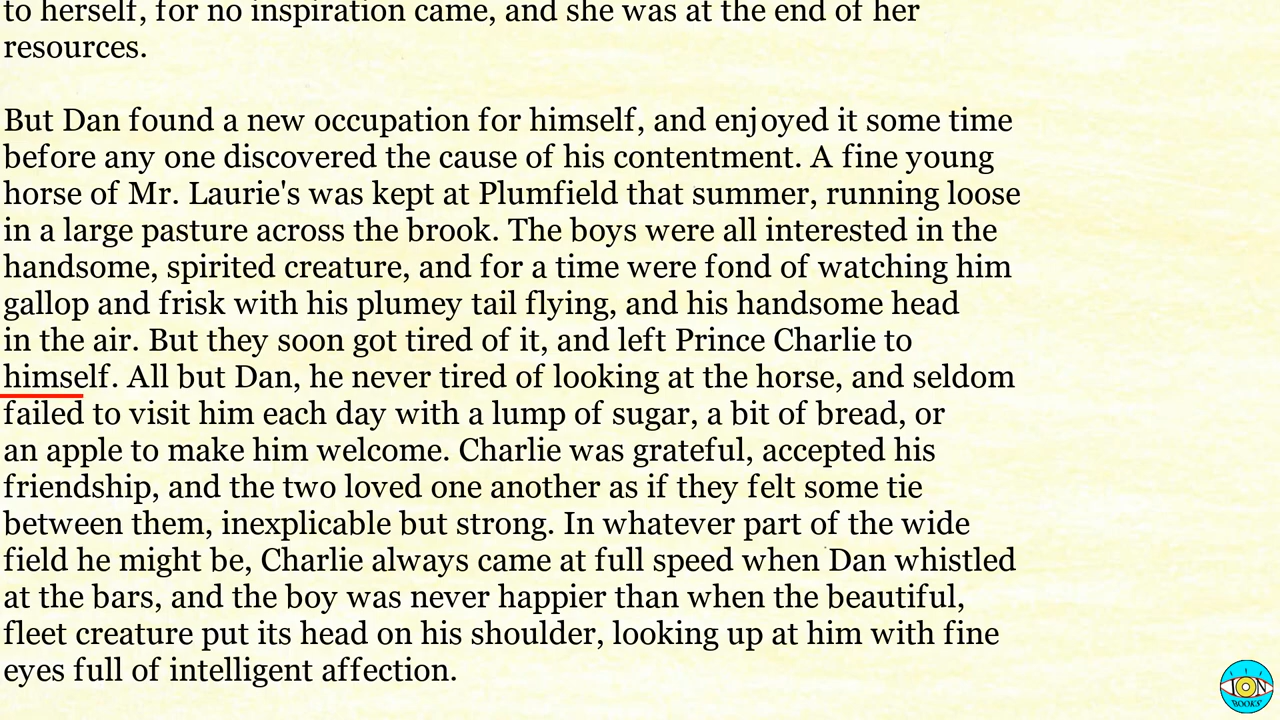 to herself, for no inspiration came, and she was at the end of her
resources.
But Dan found a new occupation for himself, and enjoyed it some time
before any one discovered the cause of his contentment. A fine young
horse of Mr. Laurie's was kept at Plumfield that summer, running loose
in a large pasture across the brook. The boys were all interested in the
handsome, spirited creature, and for a time were fond of watching him
gallop and frisk with his plumey tail flying, and his handsome head
in the air. But they soon got tired of it, and left Prince Charlie to
himself. All but Dan, he never tired of looking at the horse, and seldom
failed to visit him each day with a lump of sugar, a bit of bread, or
an apple to make him welcome. Charlie was grateful, accepted his
friendship, and the two loved one another as if they felt some tie
between them, inexplicable but strong. In whatever part of the wide
field he might be, Charlie always came at full speed when Dan whistled
at the bars, and the boy was never happier than when the beautiful,
fleet creature put its head on his shoulder, looking up at him with fine
eyes full of intelligent affection.
ION
BOOKS